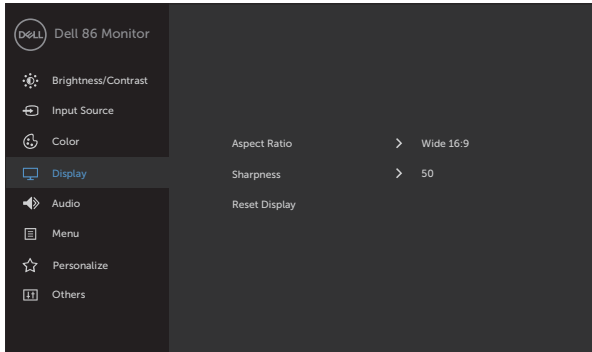 DELL Dell 86 Monitor
Brightness/Contrast
Input Source
Color
Aspect Ratio Wide 16:9
Display
Sharpness 50
Audio
Reset Display
Menu
Personalize
Others